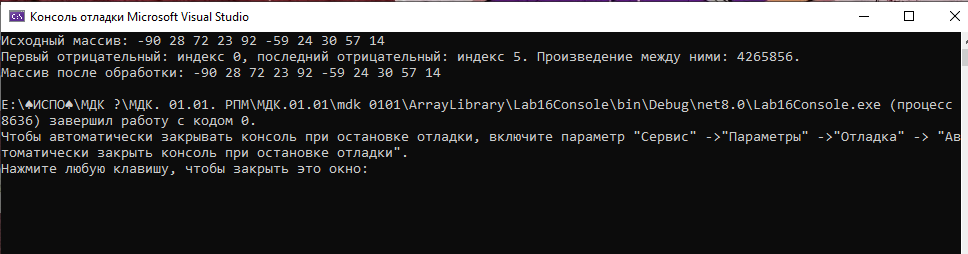 Консоль отладки Microsoft Visual Studio
Исходный массив: -90 28 72 23 92 -59 24 30 57 14
Первый отрицательный: индекс 0, последний отрицательный: индекс 5. Произведение между ними: 4265856.
Массив после обработки: -90 28 72 23 92 -59 24 30 57 14
E:\♠ИСПО♠\МДК ?\МДК. 01.01. РПМ\МДК.01.01\mdk 0101\ArrayLibrary\Lab16Console\bin\Debug\net8.0\Lab16Console.exe (процесс
8636) завершил работу с кодом 0.
Чтобы автоматически закрывать консоль при остановке отладки, включите параметр "Сервис" ->"Параметры" ->"Отладка" -> "Ав
томатически закрыть консоль при остановке отладки".
Нажмите любую клавишу, чтобы закрыть это окно: